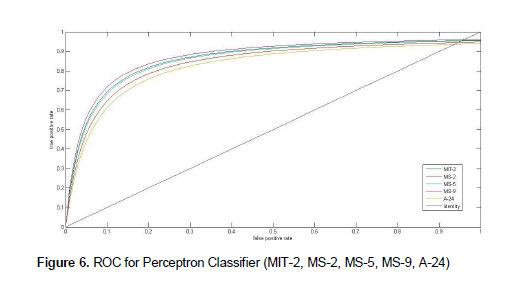 1
0.9
0.8
0.7
0.6
0.5
0.4
0.3
0.2
0.1
0
true positive rate
MIT-2
MS-2
MS-5
MS-9
A-24
Identity
0 0.1 0.2 0.3 0.4 0.5 0.6 0.7 0.8 0.9 1
false positive rate
Figure 6. ROC for Perceptron Classifier (MIT-2, MS-2, MS-5, MS-9, A-24)